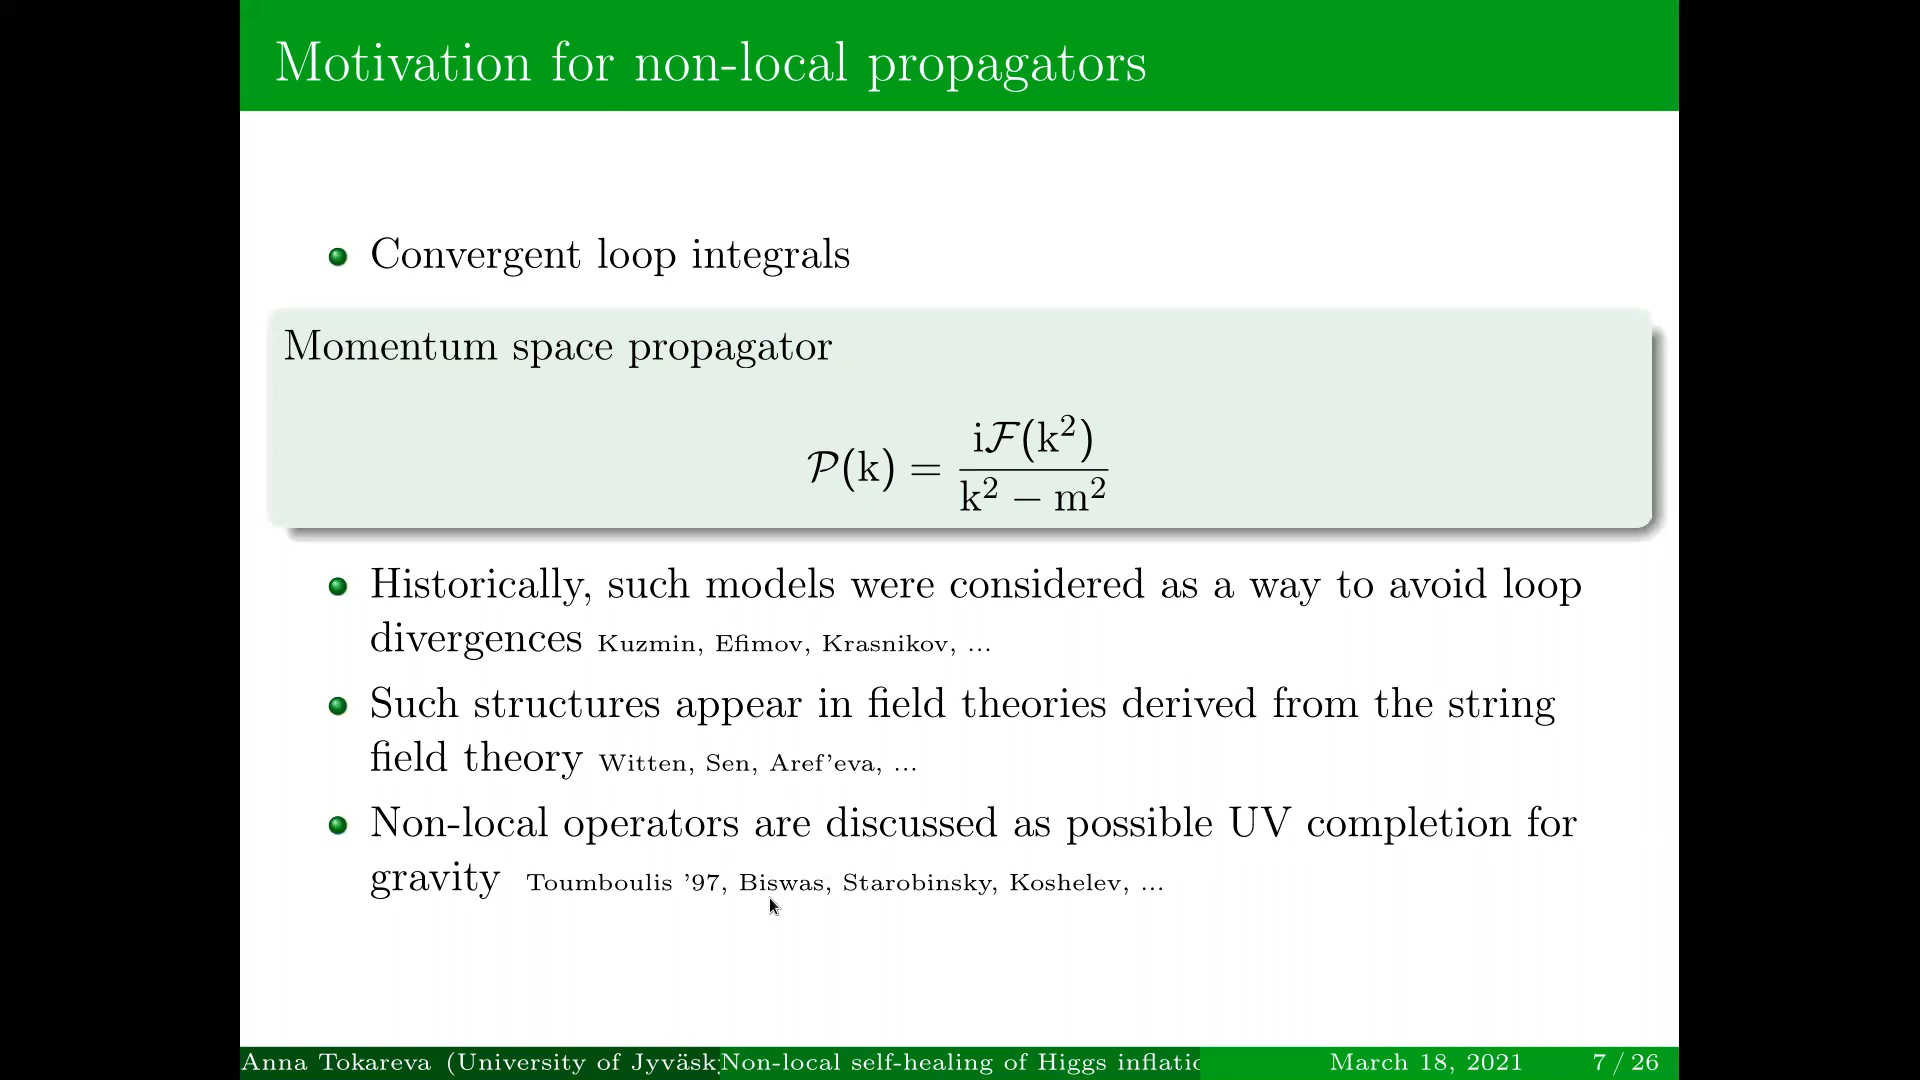 Motivation for non-local propagators
Convergent loop integrals
Momentum space propagator
𝒫(k) = iℱ(k²) / (k² − m²)
Historically, such models were considered as a way to avoid loop
divergences Kuzmin, Efimov, Krasnikov, ...
Such structures appear in field theories derived from the string
field theory Witten, Sen, Aref'eva, ...
Non-local operators are discussed as possible UV completion for
gravity Toumboulis '97, Biswas, Starobinsky, Koshelev, ...
Anna Tokareva (University of Jyväsk Non-local self-healing of Higgs inflatio March 18, 2021 7 / 26